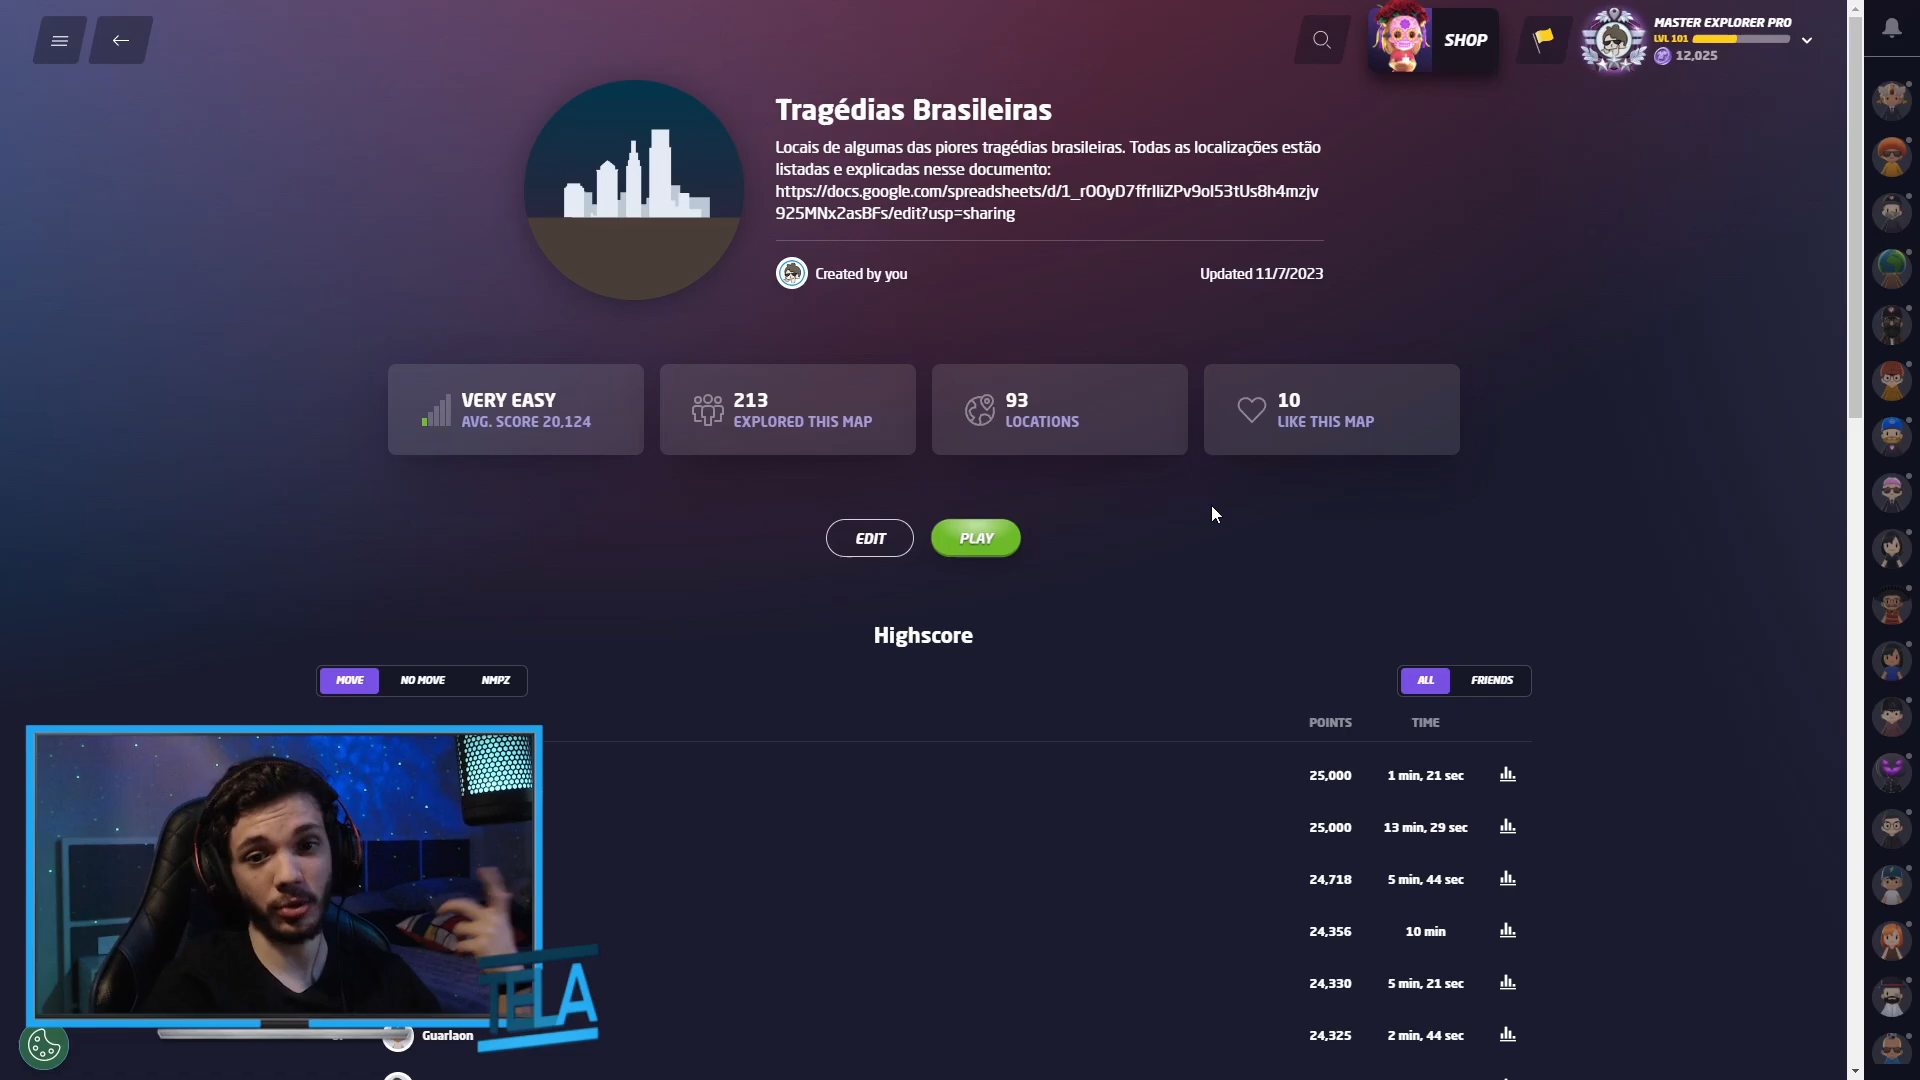 SHOP
MASTER EXPLORER PRO
LVL 101
12,025
Tragédias Brasileiras
Locais de algumas das piores tragédias brasileiras. Todas as localizações estão
listadas e explicadas nesse documento:
https://docs.google.com/spreadsheets/d/1_rOOyD7ffrlliZPv9ol53tUs8h4mzjv
925MNx2asBFs/edit?usp=sharing
Created by you
Updated 11/7/2023
VERY EASY
AVG. SCORE 20,124
213
EXPLORED THIS MAP
93
LOCATIONS
10
LIKE THIS MAP
EDIT
PLAY
Highscore
MOVE
NO MOVE
NMPZ
ALL
FRIENDS
POINTS
TIME
25,000
1 min, 21 sec
25,000
13 min, 29 sec
24,718
5 min, 44 sec
24,356
10 min
24,330
5 min, 21 sec
TELA
Guarlaon
24,325
2 min, 44 sec